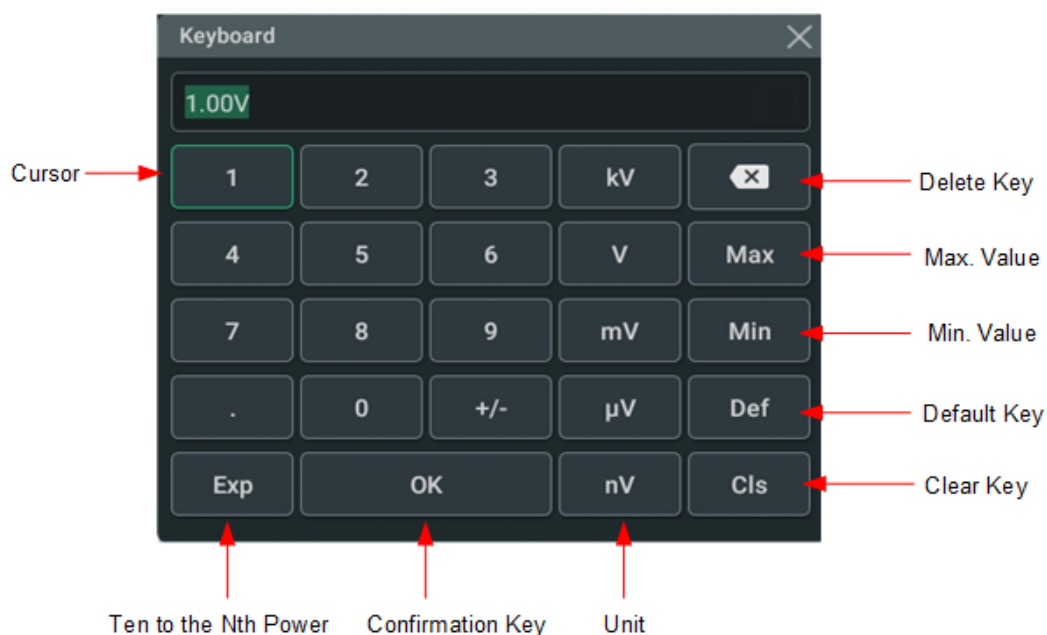 Keyboard
1.00V
Cursor
1 2 3 kV
Delete Key
4 5 6 V Max
Max. Value
7 8 9 mV Min
Min. Value
. 0 +/- µV Def
Default Key
Exp OK nV Cls
Clear Key
Ten to the Nth Power Confirmation Key Unit